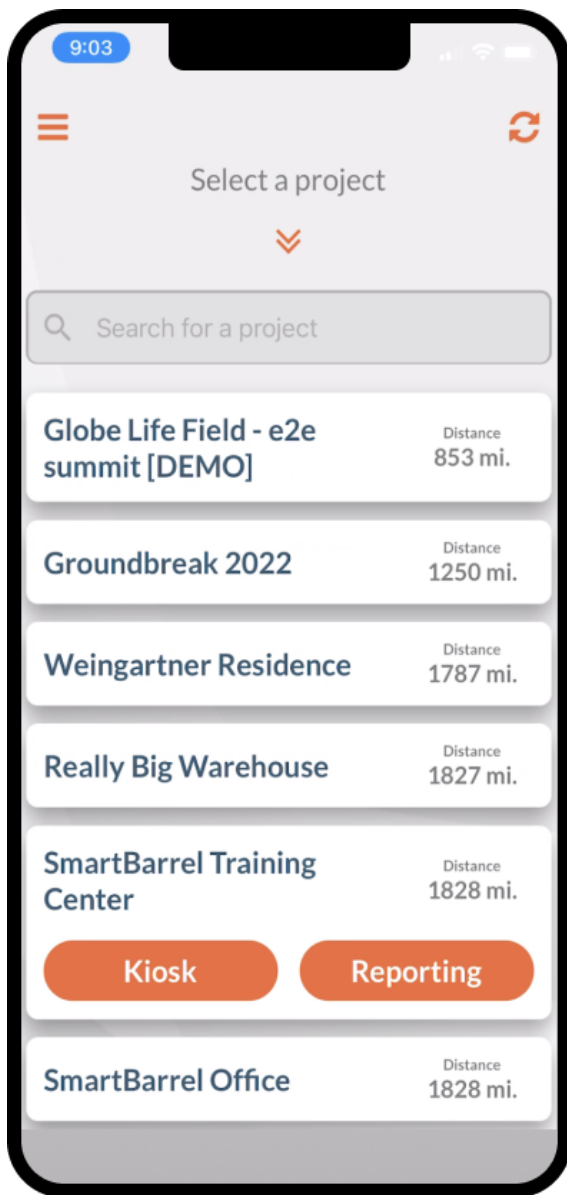 9:03
Select a project
Search for a project
Globe Life Field - e2e
summit [DEMO]
Distance
853 mi.
Groundbreak 2022
Distance
1250 mi.
Weingartner Residence
Distance
1787 mi.
Really Big Warehouse
Distance
1827 mi.
SmartBarrel Training
Center
Distance
1828 mi.
Kiosk
Reporting
SmartBarrel Office
Distance
1828 mi.